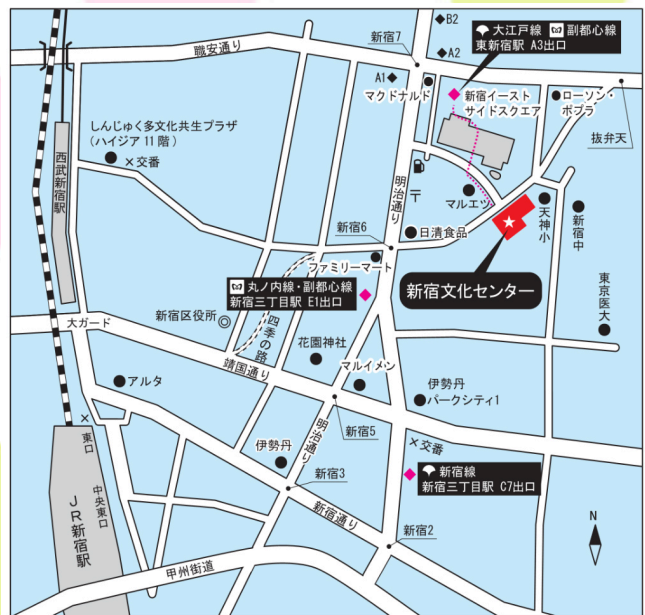 B2
大江戸線 副都心線
東新宿駅 A3出口
新宿7
職安通り
A2
A1
マクドナルド
新宿イースト
サイドスクエア
ローソン・
ポプラ
抜弁天
しんじゅく多文化共生プラザ
(ハイジア11階)
×交番
西武新宿駅
明治通り
〒
マルエツ
天神小
新宿中
新宿6
日清食品
ファミリーマート
新宿文化センター
東京医大
丸ノ内線・副都心線
新宿三丁目駅 E1出口
大ガード
新宿区役所
四季の路
花園神社
靖国通り
マルイメン
アルタ
伊勢丹
パークシティ1
×
東口
明治通り
新宿5
×交番
伊勢丹
新宿3
新宿線
新宿三丁目駅 C7出口
中央東口
JR新宿駅
新宿通り
新宿2
N
甲州街道